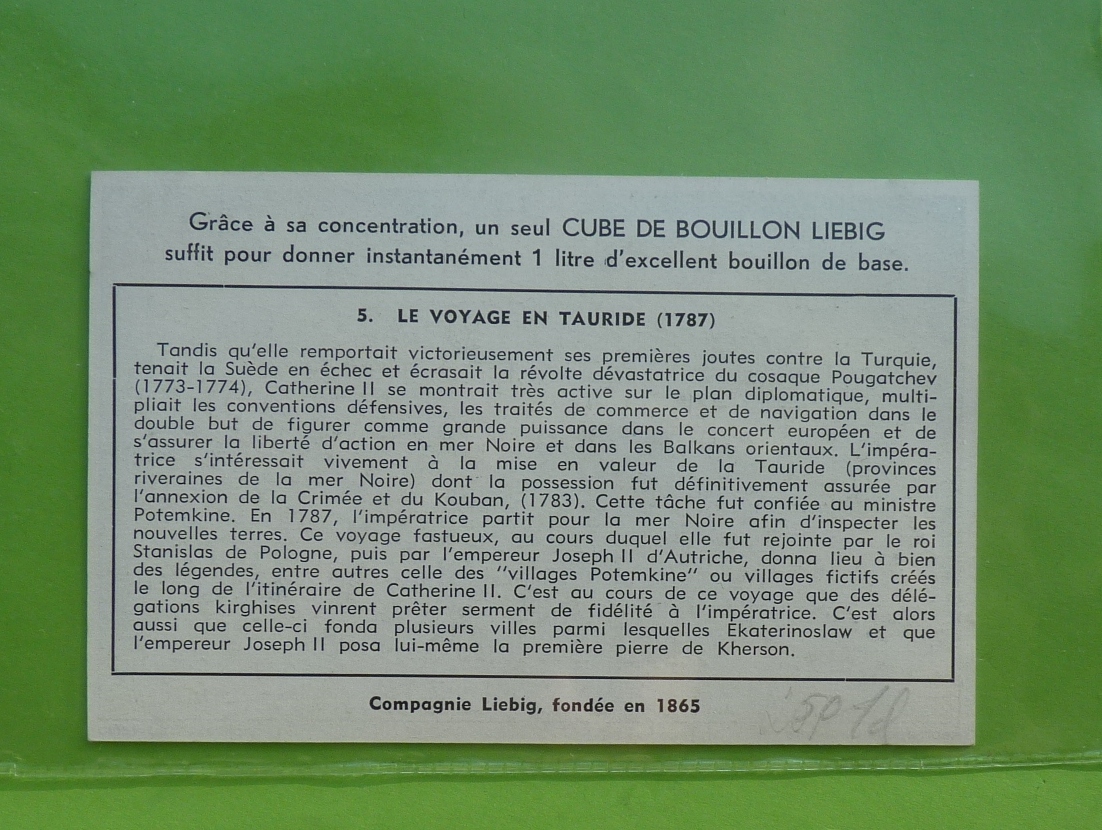 Grâce à sa concentration, un seul CUBE DE BOUILLON LIEBIG
suffit pour donner instantanément 1 litre d'excellent bouillon de base.
5. LE VOYAGE EN TAURIDE (1787)
Tandis qu'elle remportait victorieusement ses premières joutes contre la Turquie,
tenait la Suède en échec et écrasait la révolte dévastatrice du cosaque Pougatchev
(1773-1774), Catherine II se montrait très active sur le plan diplomatique, multi-
pliait les conventions défensives, les traités de commerce et de navigation dans le
double but de figurer comme grande puissance dans le concert européen et de
s'assurer la liberté d'action en mer Noire et dans les Balkans orientaux. L'impéra-
trice s'intéressait vivement à la mise en valeur de la Tauride (provinces
riveraines de la mer Noire) dont la possession fut définitivement assurée par
l'annexion de la Crimée et du Kouban, (1783). Cette tâche fut confiée au ministre
Potemkine. En 1787, l'impératrice partit pour la mer Noire afin d'inspecter les
nouvelles terres. Ce voyage fastueux, au cours duquel elle fut rejointe par le roi
Stanislas de Pologne, puis par l'empereur Joseph II d'Autriche, donna lieu à bien
des légendes, entre autres celle des "villages Potemkine" ou villages fictifs créés
le long de l'itinéraire de Catherine II. C'est au cours de ce voyage que des délé-
gations kirghises vinrent prêter serment de fidélité à l'impératrice. C'est alors
aussi que celle-ci fonda plusieurs villes parmi lesquelles Ekaterinoslaw et que
l'empereur Joseph II posa lui-même la première pierre de Kherson.
Compagnie Liebig, fondée en 1865